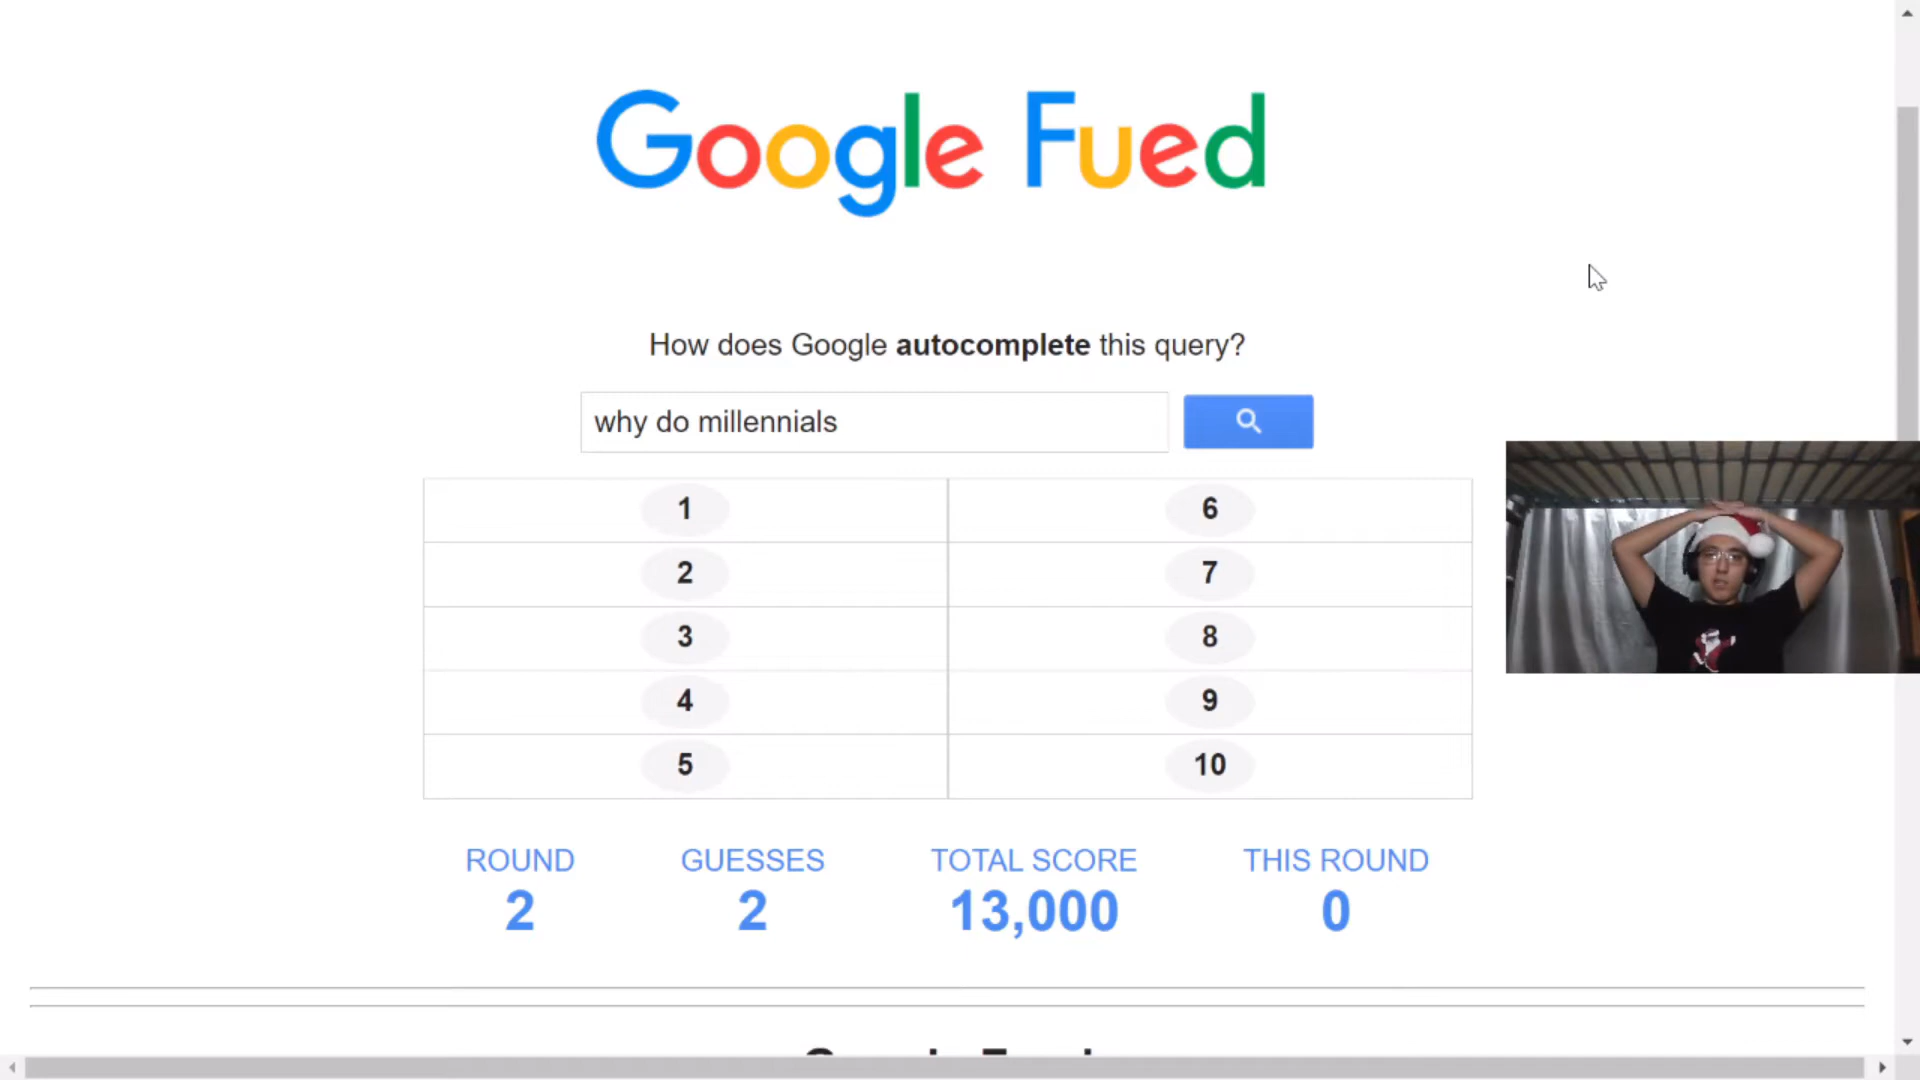 Google Fued
How does Google autocomplete this query?
why do millennials
1 6
2 7
3 8
4 9
5 10
ROUND GUESSES TOTAL SCORE THIS ROUND
2 2 13,000 0